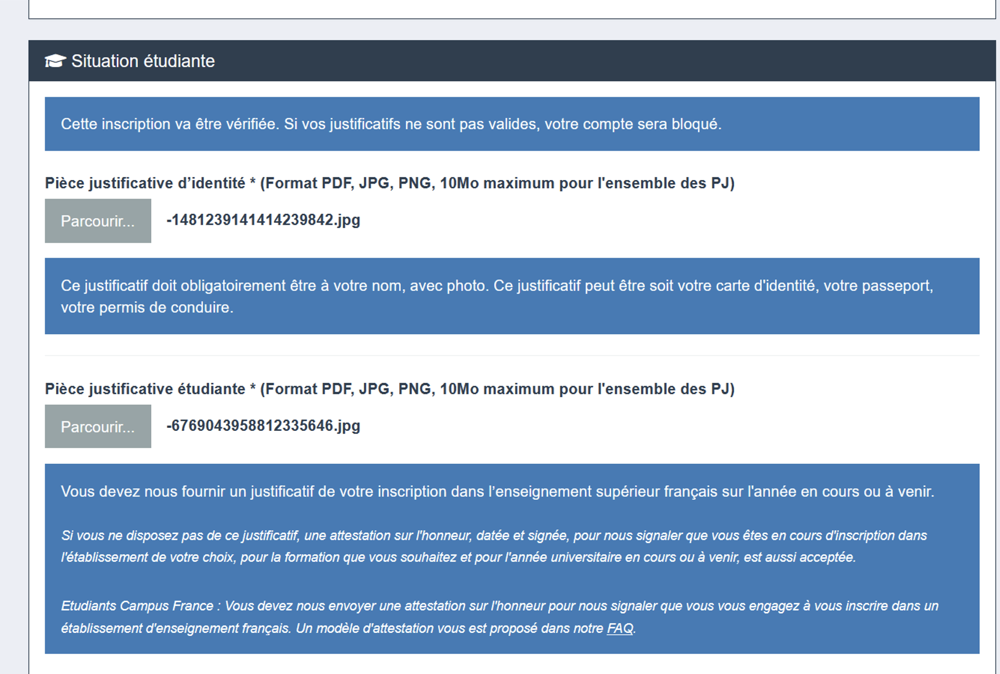 Situation étudiante
Cette inscription va être vérifiée. Si vos justificatifs ne sont pas valides, votre compte sera bloqué.
Pièce justificative d’identité * (Format PDF, JPG, PNG, 10Mo maximum pour l'ensemble des PJ)
Parcourir... -1481239141414239842.jpg
Ce justificatif doit obligatoirement être à votre nom, avec photo. Ce justificatif peut être soit votre carte d'identité, votre passeport,
votre permis de conduire.
Pièce justificative étudiante * (Format PDF, JPG, PNG, 10Mo maximum pour l'ensemble des PJ)
Parcourir... -6769043958812335646.jpg
Vous devez nous fournir un justificatif de votre inscription dans l’enseignement supérieur français sur l'année en cours ou à venir.
Si vous ne disposez pas de ce justificatif, une attestation sur l'honneur, datée et signée, pour nous signaler que vous êtes en cours d'inscription dans
l'établissement de votre choix, pour la formation que vous souhaitez et pour l'année universitaire en cours ou à venir, est aussi acceptée.
Etudiants Campus France : Vous devez nous envoyer une attestation sur l'honneur pour nous signaler que vous vous engagez à vous inscrire dans un
établissement d'enseignement français. Un modèle d'attestation vous est proposé dans notre FAQ.